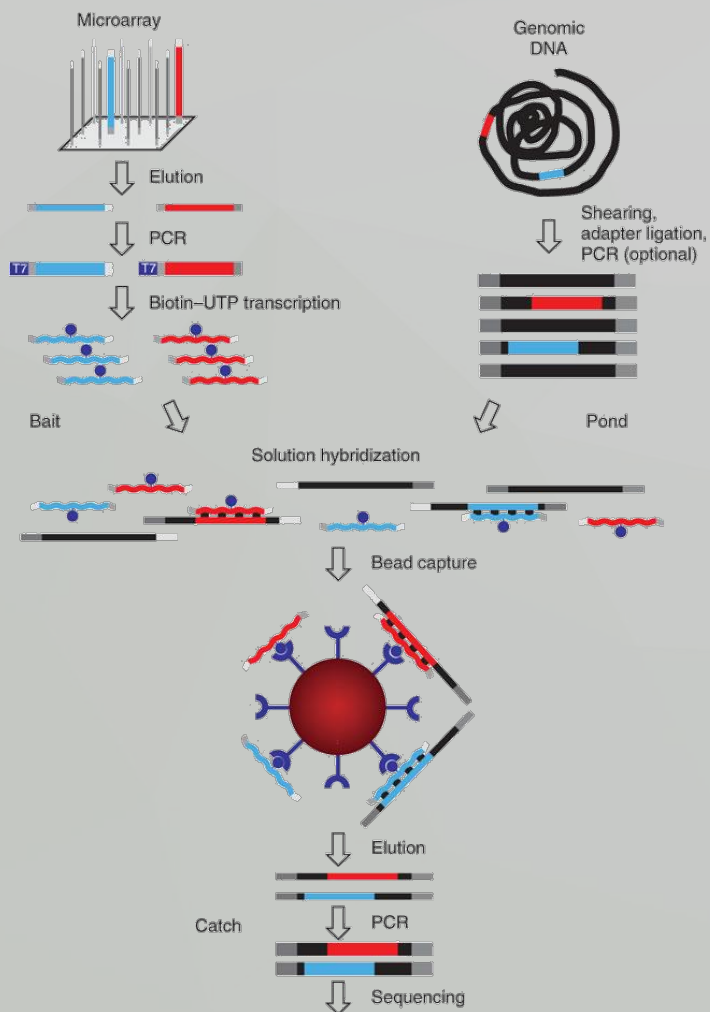 Microarray
Genomic
DNA
Elution
PCR
T7
T7
Biotin–UTP transcription
Shearing,
adapter ligation,
PCR (optional)
Bait
Pond
Solution hybridization
Bead capture
Elution
Catch
PCR
Sequencing